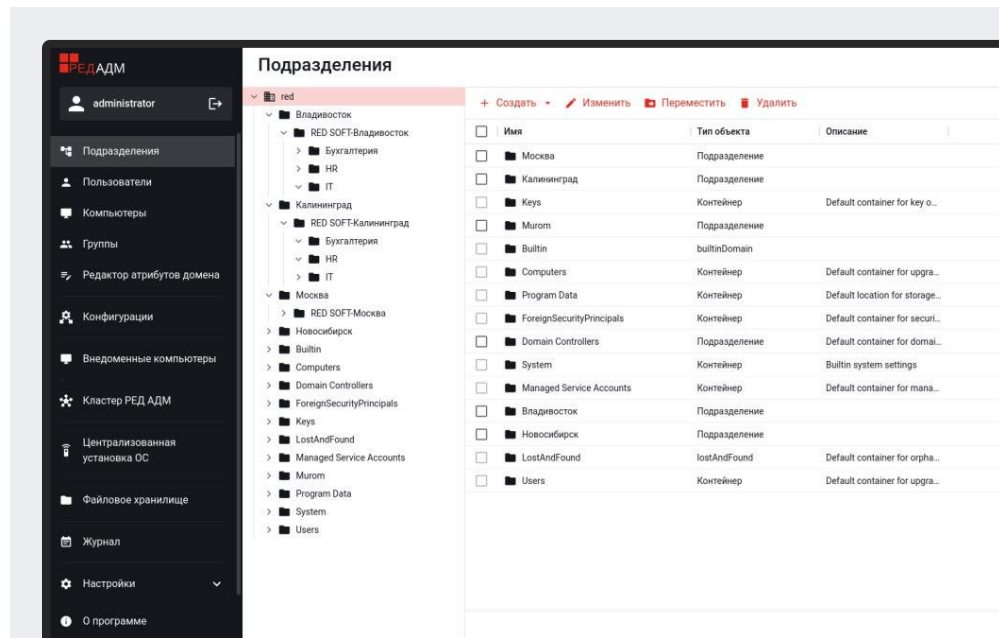 РЕД АДМ
administrator
Подразделения
Пользователи
Компьютеры
Группы
Редактор атрибутов домена
Конфигурации
Внедоменные компьютеры
Кластер РЕД АДМ
Централизованная
установка ОС
Файловое хранилище
Журнал
Настройки
О программе
Подразделения
red
Владивосток
RED SOFT-Владивосток
Бухгалтерия
HR
IT
Калининград
RED SOFT-Калининград
Бухгалтерия
HR
IT
Москва
RED SOFT-Москва
Новосибирск
Builtin
Computers
Domain Controllers
ForeignSecurityPrincipals
Keys
LostAndFound
Managed Service Accounts
Murom
Program Data
System
Users
+ Создать Изменить Переместить Удалить
Имя Тип объекта Описание
Москва Подразделение
Калининград Подразделение
Keys Контейнер Default container for key o...
Murom Подразделение
Builtin builtinDomain
Computers Контейнер Default container for upgra...
Program Data Контейнер Default location for storage...
ForeignSecurityPrincipals Контейнер Default container for securi...
Domain Controllers Подразделение Default container for domai...
System Контейнер Builtin system settings
Managed Service Accounts Контейнер Default container for mana...
Владивосток Подразделение
Новосибирск Подразделение
LostAndFound lostAndFound Default container for orpha...
Users Контейнер Default container for upgra...